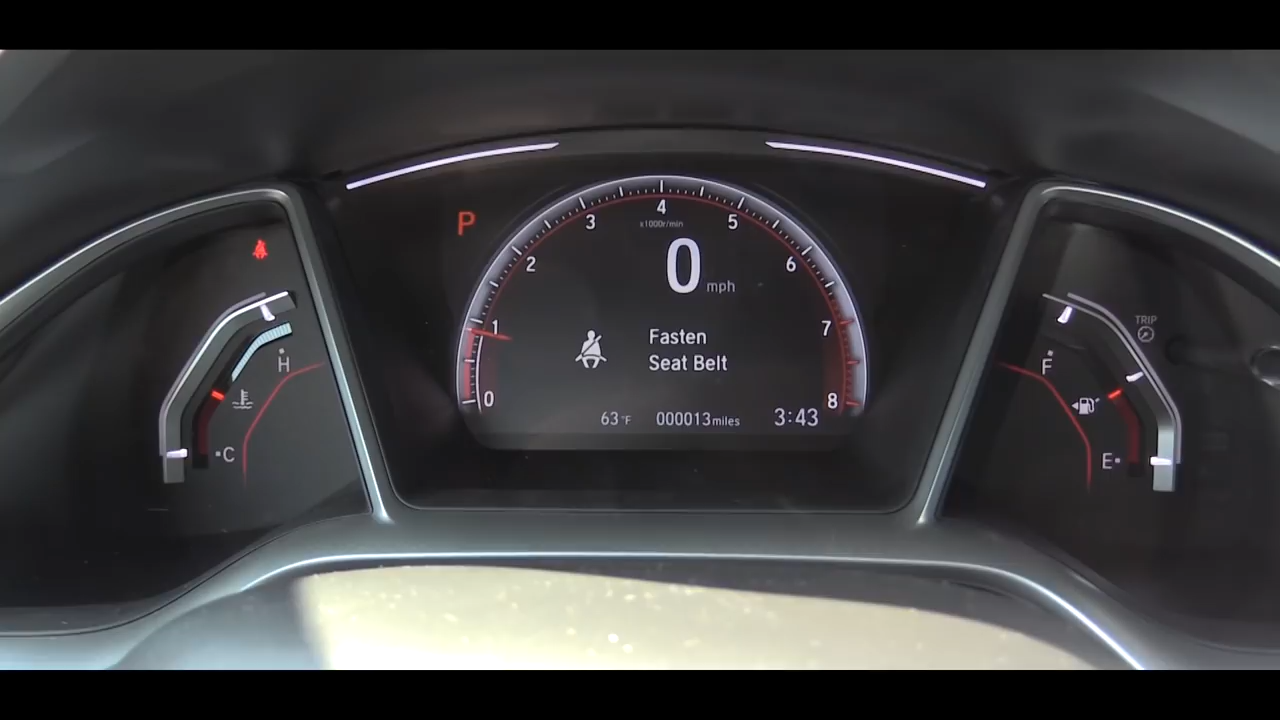 P
0
1
2
3
4
5
6
7
8
x1000r/min
0 mph
Fasten
Seat Belt
63°F 000013 miles 3:43
H
C
TRIP
F
E